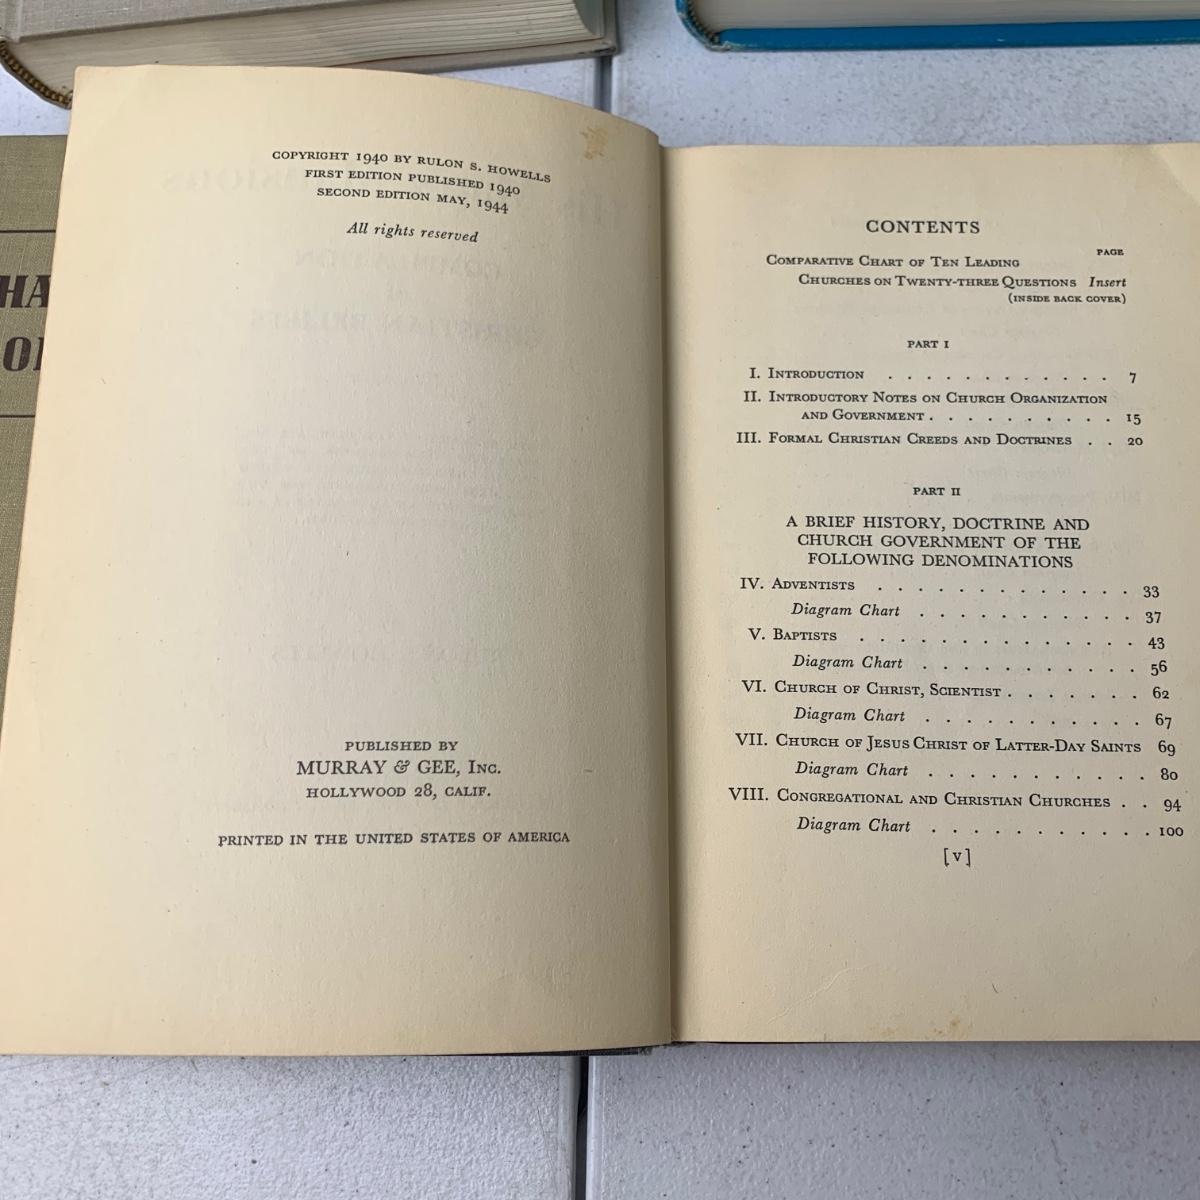 HA
COPYRIGHT 1940 BY RULON S. HOWELLS
FIRST EDITION PUBLISHED 1940
SECOND EDITION MAY, 1944
All rights reserved
PUBLISHED BY
MURRAY & GEE, INC.
HOLLYWOOD 28, CALIF.
PRINTED IN THE UNITED STATES OF AMERICA
CONTENTS
PAGE
COMPARATIVE CHART OF TEN LEADING
CHURCHES ON TWENTY-THREE QUESTIONS Insert
(INSIDE BACK COVER)
PART I
I. INTRODUCTION . . . . . . . . . . . . 7
II. INTRODUCTORY NOTES ON CHURCH ORGANIZATION
AND GOVERNMENT . . . . . . . . . . 15
III. FORMAL CHRISTIAN CREEDS AND DOCTRINES . . 20
PART II
A BRIEF HISTORY, DOCTRINE AND
CHURCH GOVERNMENT OF THE
FOLLOWING DENOMINATIONS
IV. ADVENTISTS . . . . . . . . . . . . . 33
Diagram Chart . . . . . . . . . . . 37
V. BAPTISTS . . . . . . . . . . . . . . 43
Diagram Chart . . . . . . . . . . . 56
VI. CHURCH OF CHRIST, SCIENTIST . . . . . . . 62
Diagram Chart . . . . . . . . . . . 67
VII. CHURCH OF JESUS CHRIST OF LATTER-DAY SAINTS 69
Diagram Chart . . . . . . . . . . . 80
VIII. CONGREGATIONAL AND CHRISTIAN CHURCHES . . 94
Diagram Chart . . . . . . . . . . . 100
[v]